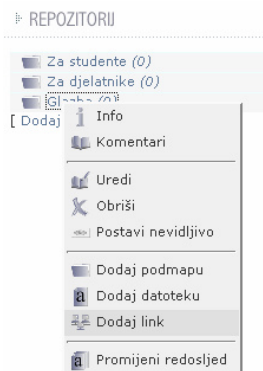 REPOZITORIJ
Za studente (0)
Za djelatnike (0)
Glazba (0)
[ Dodaj
Info
Komentari
Uredi
Obriši
Postavi nevidljivo
Dodaj podmapu
Dodaj datoteku
Dodaj link
Promijeni redosljed